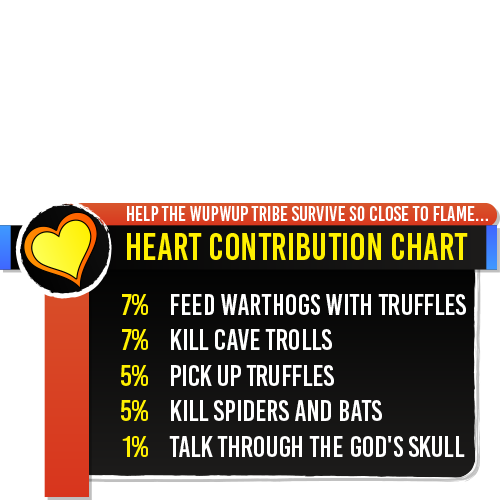 HELP THE WUPWUP TRIBE SURVIVE SO CLOSE TO FLAME...
HEART CONTRIBUTION CHART
7% FEED WARTHOGS WITH TRUFFLES
7% KILL CAVE TROLLS
5% PICK UP TRUFFLES
5% KILL SPIDERS AND BATS
1% TALK THROUGH THE GOD'S SKULL